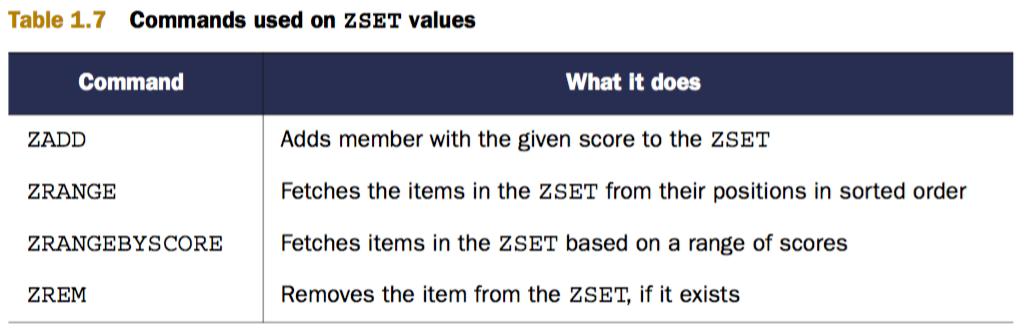 Table 1.7 Commands used on ZSET values
Command What it does
ZADD Adds member with the given score to the ZSET
ZRANGE Fetches the items in the ZSET from their positions in sorted order
ZRANGEBYSCORE Fetches items in the ZSET based on a range of scores
ZREM Removes the item from the ZSET, if it exists